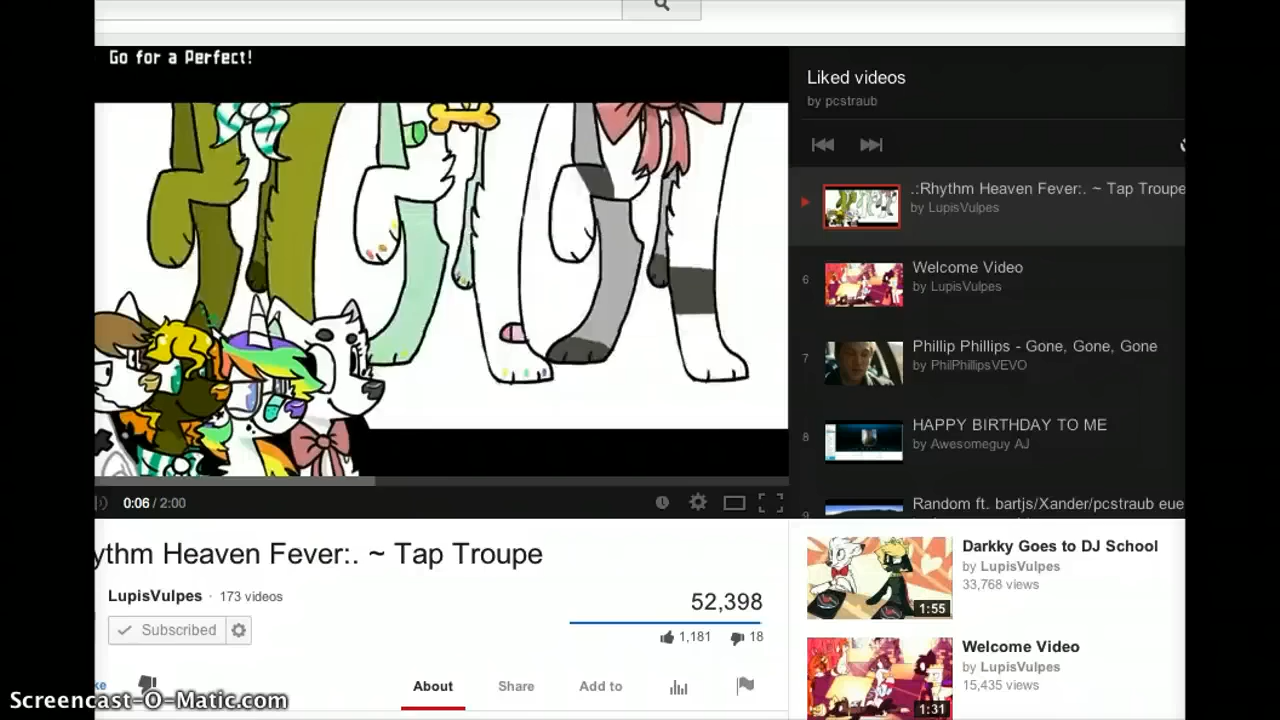 Go for a Perfect!
Liked videos
by pcstraub
.:Rhythm Heaven Fever:. ~ Tap Troupe
by LupisVulpes
6
Welcome Video
by LupisVulpes
7
Phillip Phillips - Gone, Gone, Gone
by PhilPhillipsVEVO
8
HAPPY BIRTHDAY TO ME
by Awesomeguy AJ
9
Random ft. bartjs/Xander/pcstraub eue
0:06 / 2:00
ythm Heaven Fever:. ~ Tap Troupe
LupisVulpes · 173 videos
Subscribed
52,398
1,181 18
About Share Add to
Darkky Goes to DJ School
by LupisVulpes
33,768 views
1:55
Welcome Video
by LupisVulpes
15,435 views
1:31
Screencast-O-Matic.com